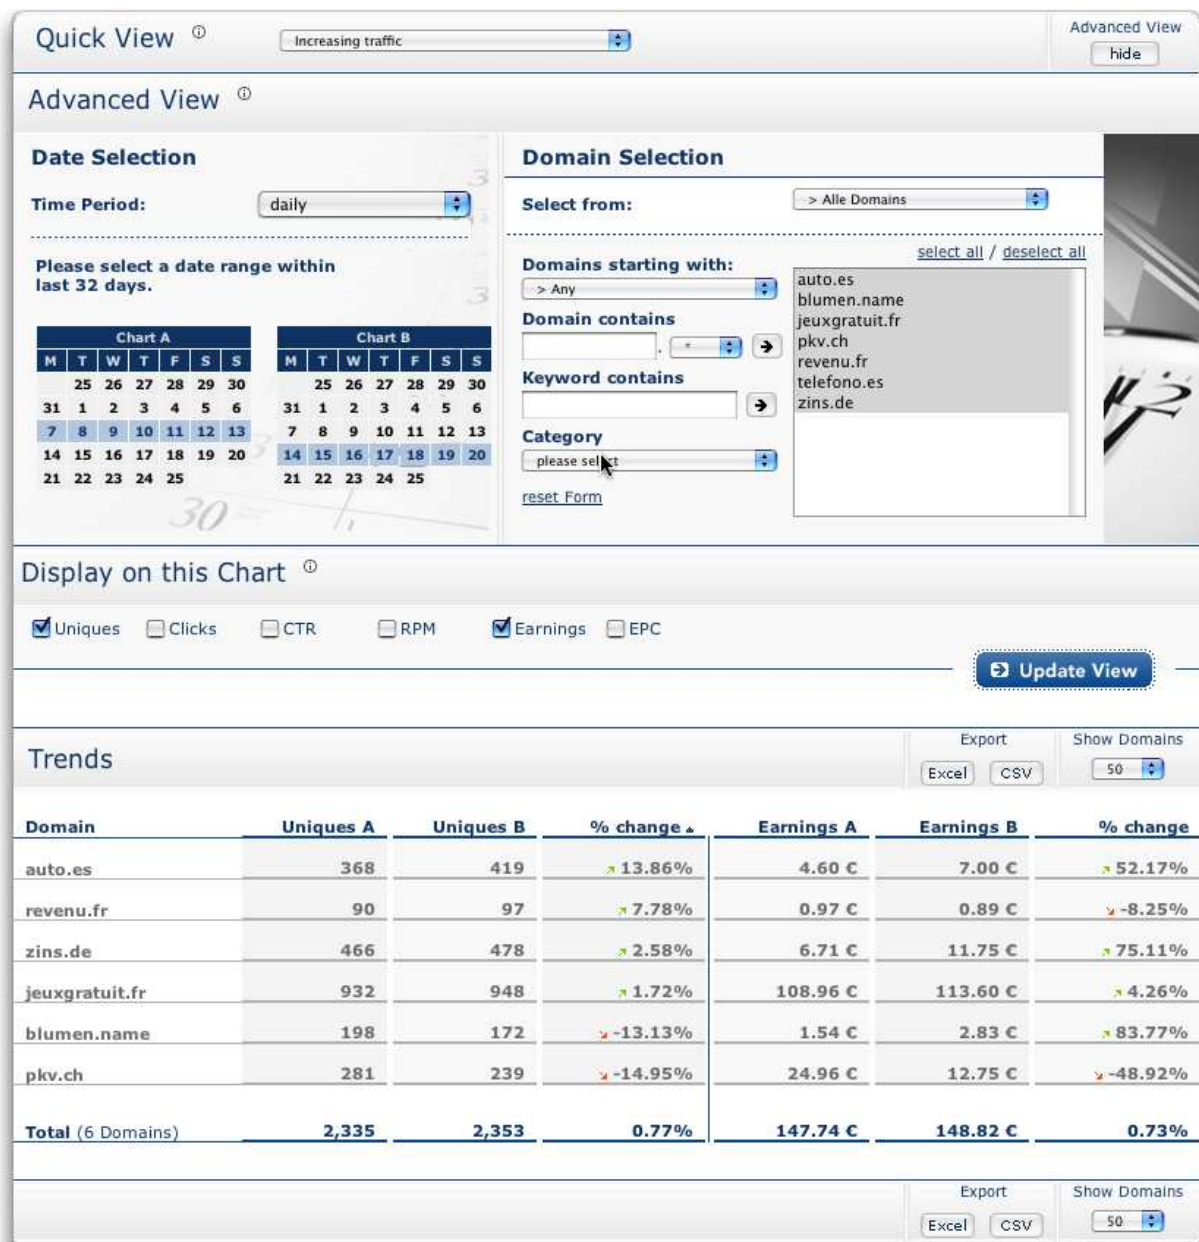 Quick View
Increasing traffic
Advanced View
hide
Advanced View
Date Selection
Time Period: daily
Please select a date range within
last 32 days.
Chart A
M T W T F S S
25 26 27 28 29 30
31 1 2 3 4 5 6
7 8 9 10 11 12 13
14 15 16 17 18 19 20
21 22 23 24 25
Chart B
M T W T F S S
25 26 27 28 29 30
31 1 2 3 4 5 6
7 8 9 10 11 12 13
14 15 16 17 18 19 20
21 22 23 24 25
Domain Selection
Select from: > Alle Domains
select all / deselect all
Domains starting with:
> Any
Domain contains
. *
Keyword contains
Category
please select
reset Form
auto.es
blumen.name
jeuxgratuit.fr
pkv.ch
revenu.fr
telefono.es
zins.de
Display on this Chart
Uniques Clicks CTR RPM Earnings EPC
Update View
Trends
Export
Excel CSV
Show Domains
50
Domain Uniques A Uniques B % change Earnings A Earnings B % change
auto.es 368 419 13.86% 4.60 € 7.00 € 52.17%
revenu.fr 90 97 7.78% 0.97 € 0.89 € -8.25%
zins.de 466 478 2.58% 6.71 € 11.75 € 75.11%
jeuxgratuit.fr 932 948 1.72% 108.96 € 113.60 € 4.26%
blumen.name 198 172 -13.13% 1.54 € 2.83 € 83.77%
pkv.ch 281 239 -14.95% 24.96 € 12.75 € -48.92%
Total (6 Domains) 2,335 2,353 0.77% 147.74 € 148.82 € 0.73%
Export
Excel CSV
Show Domains
50